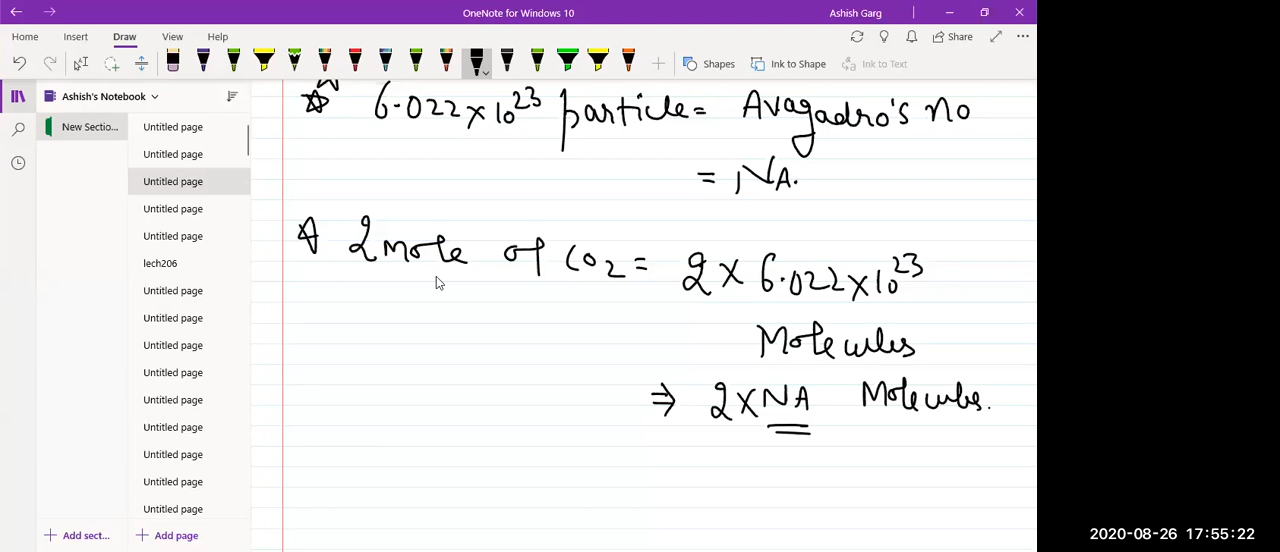 OneNote for Windows 10
Ashish Garg
Home Insert Draw View Help
Share
Shapes
Ink to Shape
Ink to Text
Ashish's Notebook
New Sectio...
Untitled page
Untitled page
Untitled page
Untitled page
Untitled page
lech206
Untitled page
Untitled page
Untitled page
Untitled page
Untitled page
Untitled page
Untitled page
Untitled page
Untitled page
Add sect...
Add page
6.022×10²³ particle = Avagadro's no
= NA.
2 mole of CO₂ = 2 × 6.022×10²³
Molecules
⇒ 2×NA Molecules.
2020-08-26 17:55:22